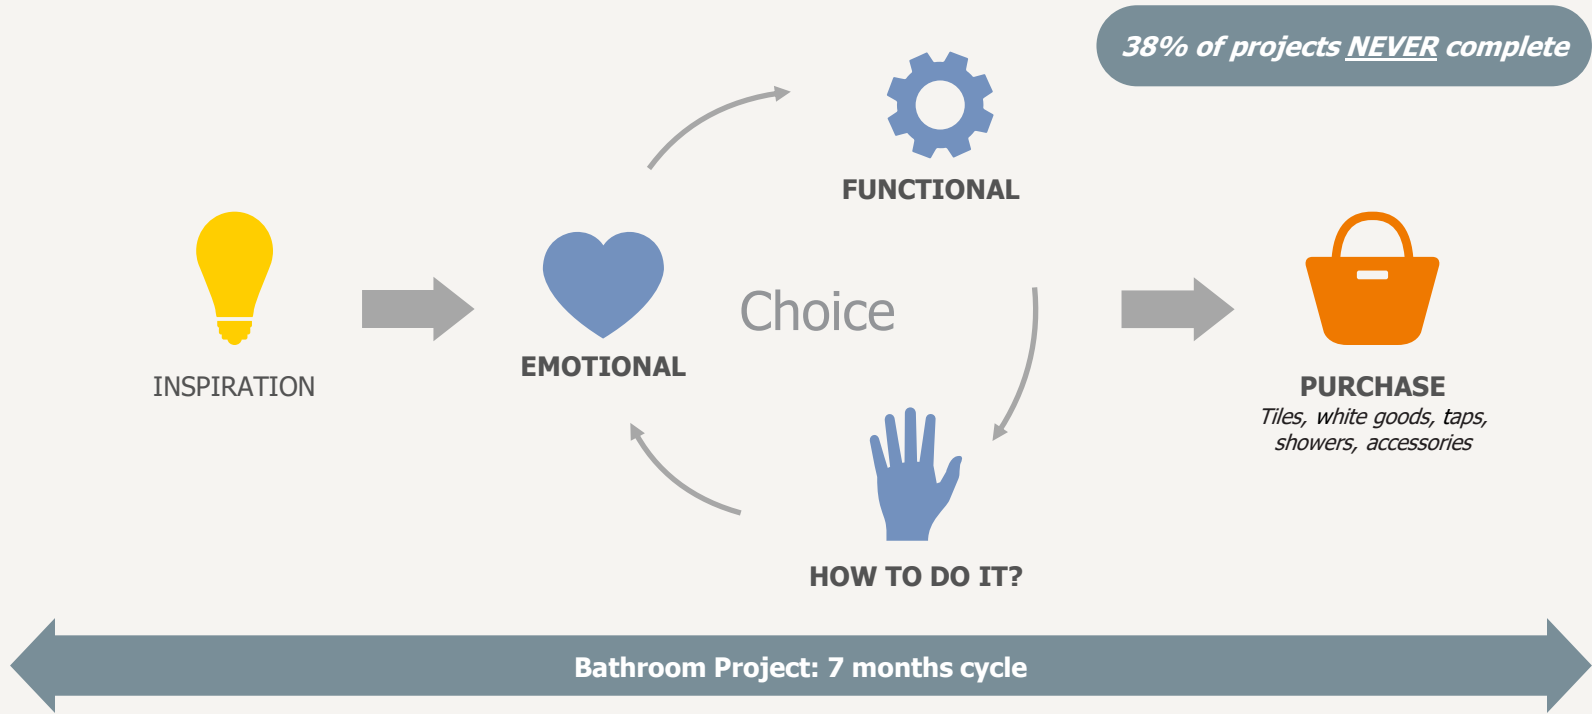 38% of projects NEVER complete
FUNCTIONAL
INSPIRATION
EMOTIONAL
Choice
PURCHASE
Tiles, white goods, taps,
showers, accessories
HOW TO DO IT?
Bathroom Project: 7 months cycle